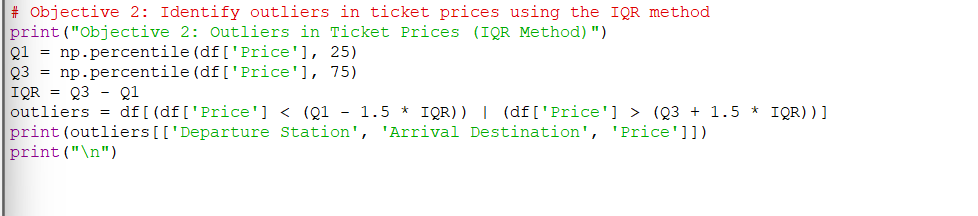 # Objective 2: Identify outliers in ticket prices using the IQR method
print("Objective 2: Outliers in Ticket Prices (IQR Method)")
Q1 = np.percentile(df['Price'], 25)
Q3 = np.percentile(df['Price'], 75)
IQR = Q3 - Q1
outliers = df[(df['Price'] < (Q1 - 1.5 * IQR)) | (df['Price'] > (Q3 + 1.5 * IQR))]
print(outliers[['Departure Station', 'Arrival Destination', 'Price']])
print("\n")